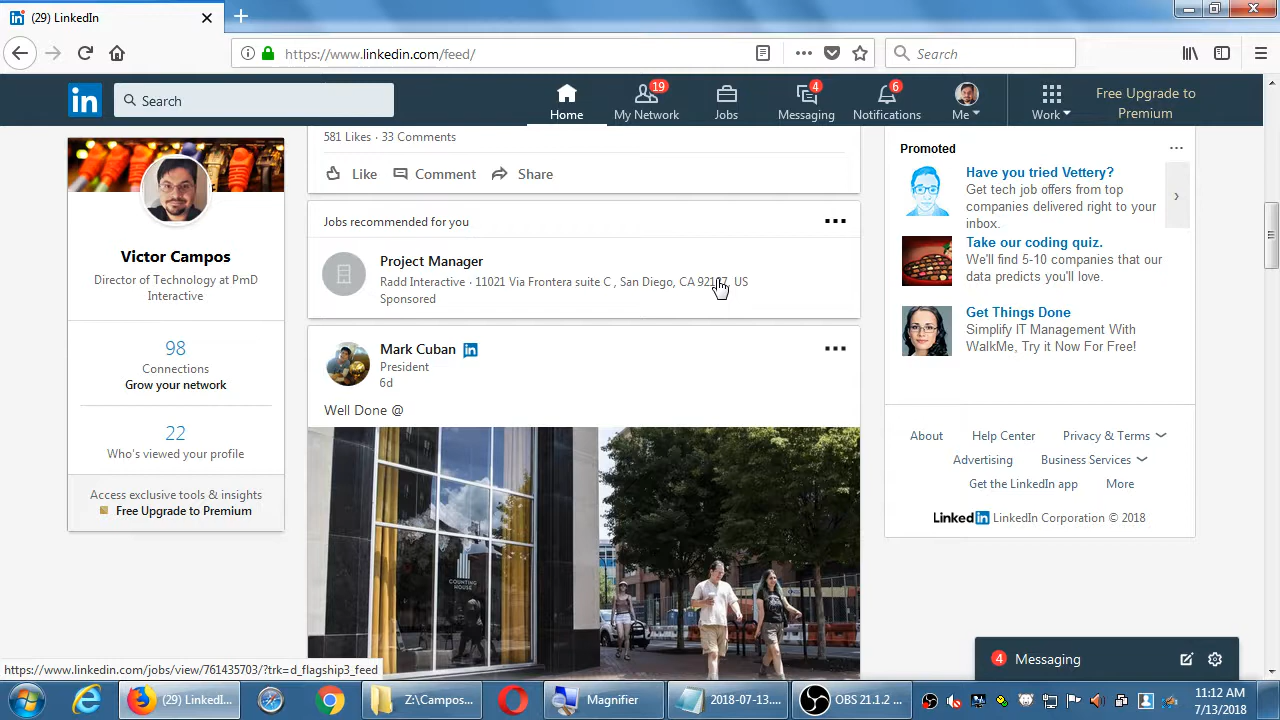 (29) LinkedIn
https://www.linkedin.com/feed/
Search
in
Search
Home
19
My Network
Jobs
4
Messaging
6
Notifications
Me
Work
Free Upgrade to
Premium
Victor Campos
Director of Technology at PnD
Interactive
98
Connections
Grow your network
22
Who's viewed your profile
Access exclusive tools & insights
Free Upgrade to Premium
581 Likes · 33 Comments
Like
Comment
Share
Jobs recommended for you
Project Manager
Radd Interactive · 11021 Via Frontera suite C , San Diego, CA 92127, US
Sponsored
Mark Cuban in
President
6d
Well Done @
COUNTING
HOUSE
Promoted
Have you tried Vettery?
Get tech job offers from top
companies delivered right to your
inbox.
Take our coding quiz.
We'll find 5-10 companies that
our data predicts you'll love.
Get Things Done
Simplify IT Management With
WalkMe, Try it Now For Free!
About
Help Center
Privacy & Terms
Advertising
Business Services
Get the LinkedIn app
More
Linked in LinkedIn Corporation © 2018
4 Messaging
https://www.linkedin.com/jobs/view/761435703/?trk=d_flagship3_feed
(29) LinkedI...
Z:\Campos...
Magnifier
2018-07-13....
OBS 21.1.2 ...
11:12 AM
7/13/2018